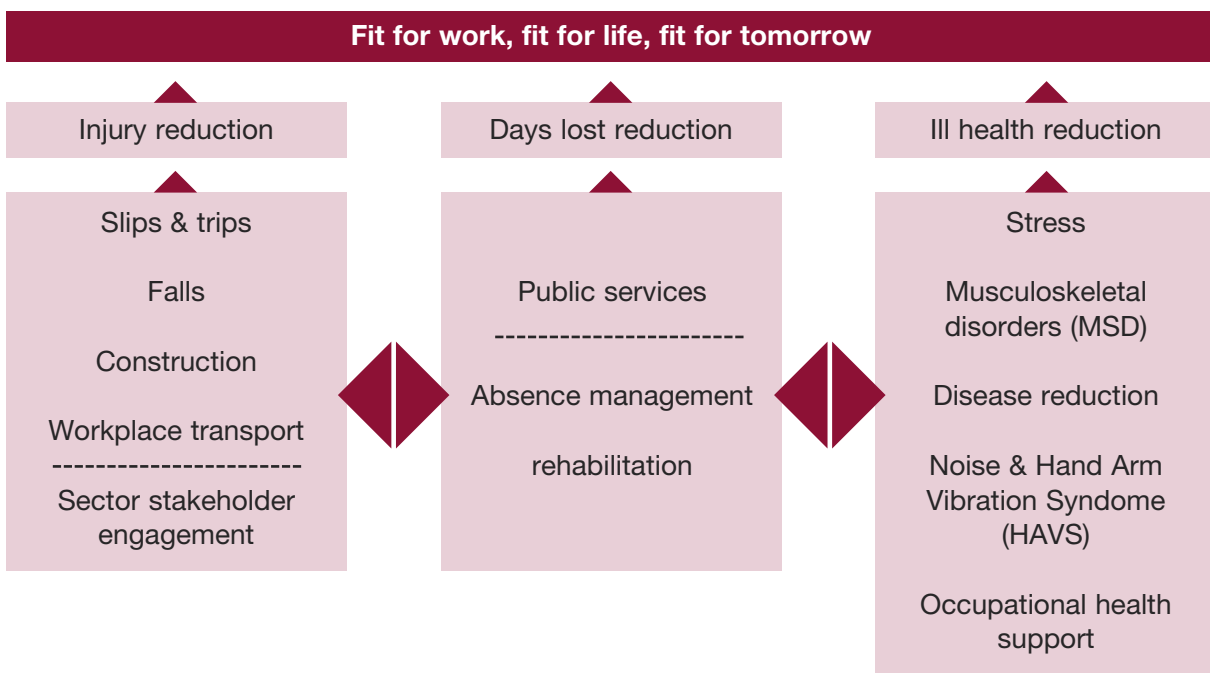 Fit for work, fit for life, fit for tomorrow
Injury reduction
Slips & trips
Falls
Construction
Workplace transport
Sector stakeholder
engagement
Days lost reduction
Public services
Absence management
rehabilitation
Ill health reduction
Stress
Musculoskeletal
disorders (MSD)
Disease reduction
Noise & Hand Arm
Vibration Syndome
(HAVS)
Occupational health
support